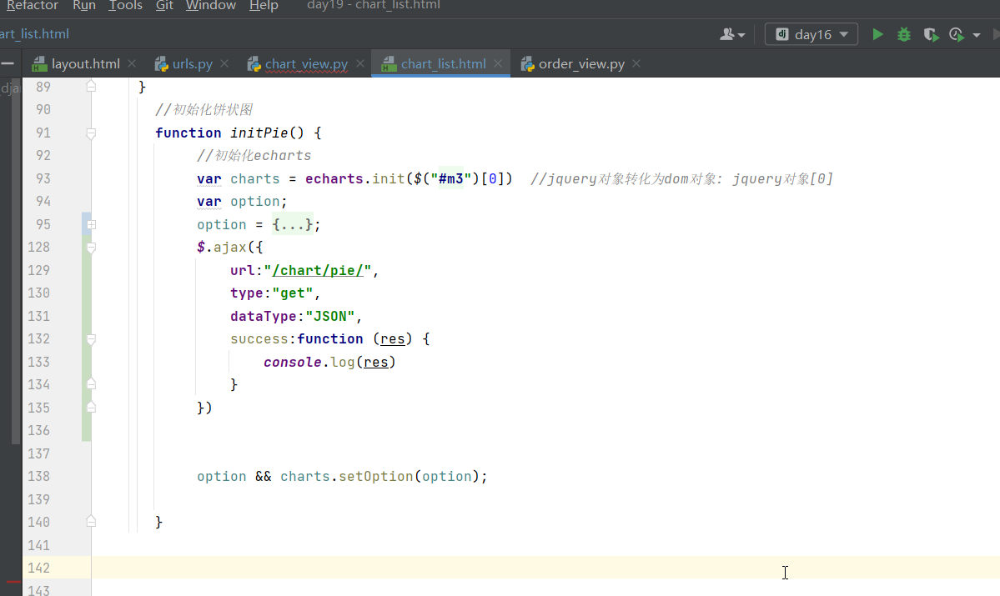 Refactor Run Tools Git Window Help day19 - chart_list.html
art_list.html day16
layout.html urls.py chart_view.py chart_list.html order_view.py
89 }
90 //初始化饼状图
91 function initPie() {
92 //初始化echarts
93 var charts = echarts.init($("#m3")[0]) //jquery对象转化为dom对象: jquery对象[0]
94 var option;
95 option = {...};
128 $.ajax({
129 url:"/chart/pie/",
130 type:"get",
131 dataType:"JSON",
132 success:function (res) {
133 console.log(res)
134 }
135 })
136
137
138 option && charts.setOption(option);
139
140 }
141
142
143